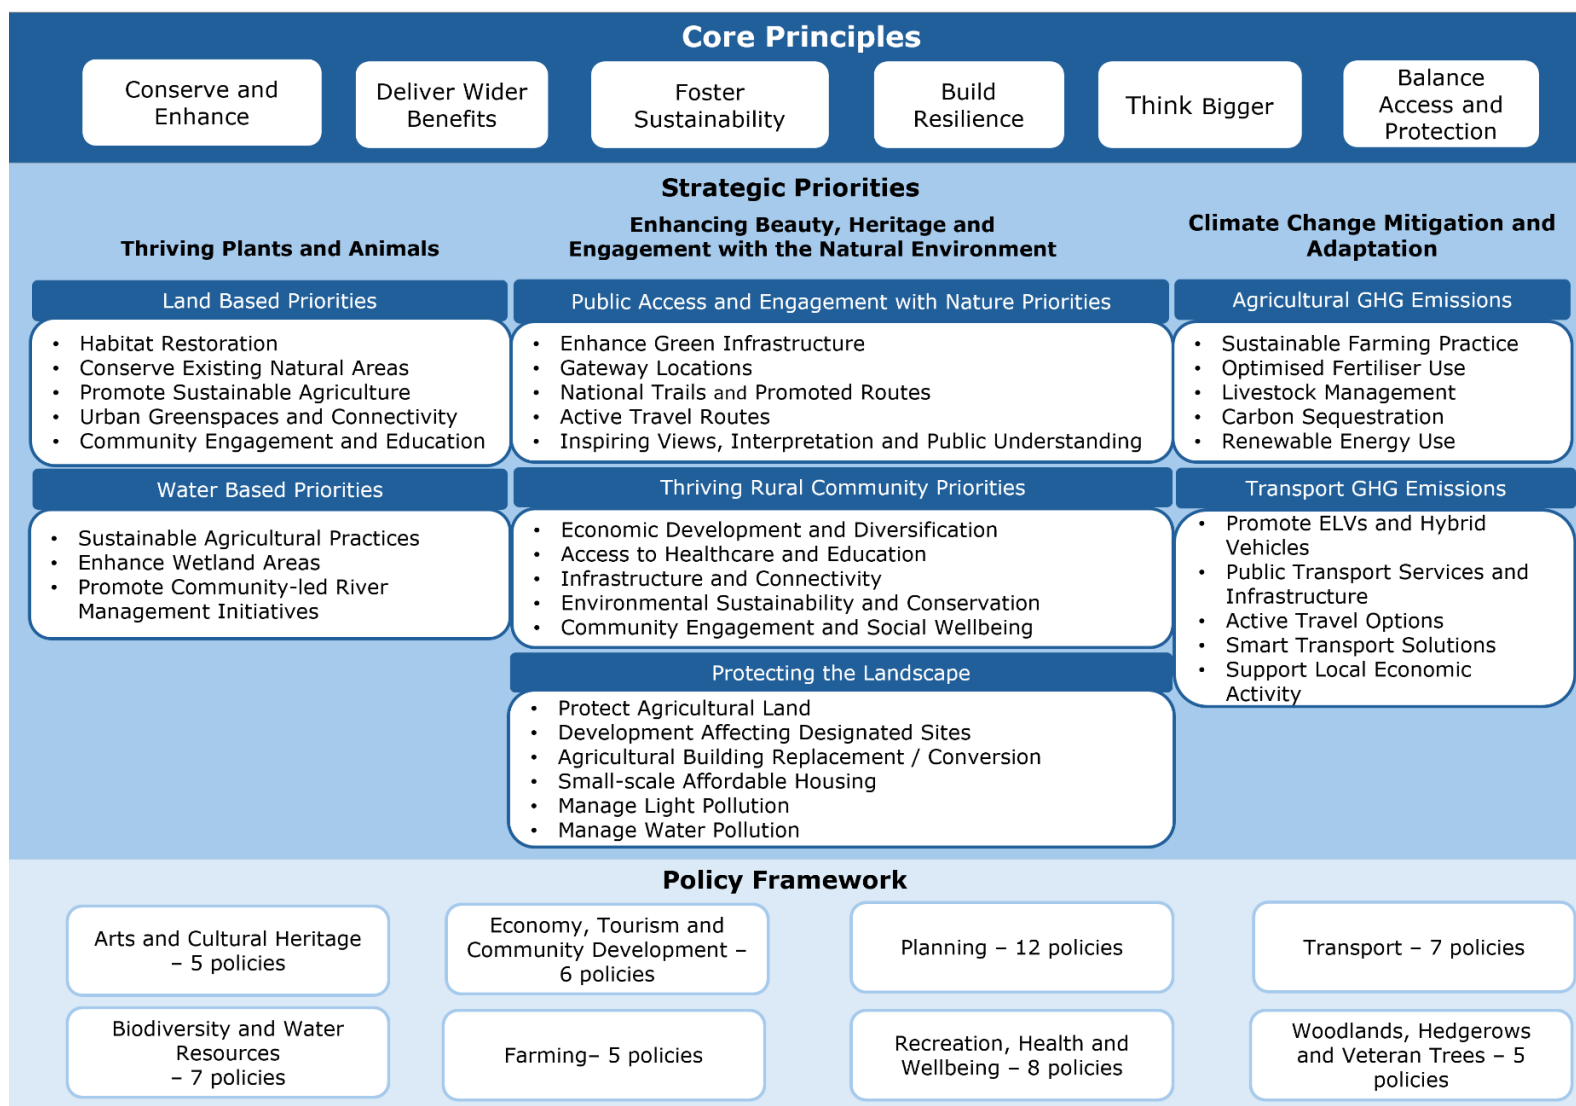 Core Principles
Conserve and
Enhance
Deliver Wider
Benefits
Foster
Sustainability
Build
Resilience
Think Bigger
Balance
Access and
Protection
Strategic Priorities
Thriving Plants and Animals
Land Based Priorities
• Habitat Restoration
• Conserve Existing Natural Areas
• Promote Sustainable Agriculture
• Urban Greenspaces and Connectivity
• Community Engagement and Education
Water Based Priorities
• Sustainable Agricultural Practices
• Enhance Wetland Areas
• Promote Community-led River
Management Initiatives
Enhancing Beauty, Heritage and
Engagement with the Natural Environment
Public Access and Engagement with Nature Priorities
• Enhance Green Infrastructure
• Gateway Locations
• National Trails and Promoted Routes
• Active Travel Routes
• Inspiring Views, Interpretation and Public Understanding
Thriving Rural Community Priorities
• Economic Development and Diversification
• Access to Healthcare and Education
• Infrastructure and Connectivity
• Environmental Sustainability and Conservation
• Community Engagement and Social Wellbeing
Protecting the Landscape
• Protect Agricultural Land
• Development Affecting Designated Sites
• Agricultural Building Replacement / Conversion
• Small-scale Affordable Housing
• Manage Light Pollution
• Manage Water Pollution
Climate Change Mitigation and
Adaptation
Agricultural GHG Emissions
• Sustainable Farming Practice
• Optimised Fertiliser Use
• Livestock Management
• Carbon Sequestration
• Renewable Energy Use
Transport GHG Emissions
• Promote ELVs and Hybrid
Vehicles
• Public Transport Services and
Infrastructure
• Active Travel Options
• Smart Transport Solutions
• Support Local Economic
Activity
Policy Framework
Arts and Cultural Heritage
– 5 policies
Economy, Tourism and
Community Development –
6 policies
Planning – 12 policies
Transport – 7 policies
Biodiversity and Water
Resources
– 7 policies
Farming– 5 policies
Recreation, Health and
Wellbeing – 8 policies
Woodlands, Hedgerows
and Veteran Trees – 5
policies